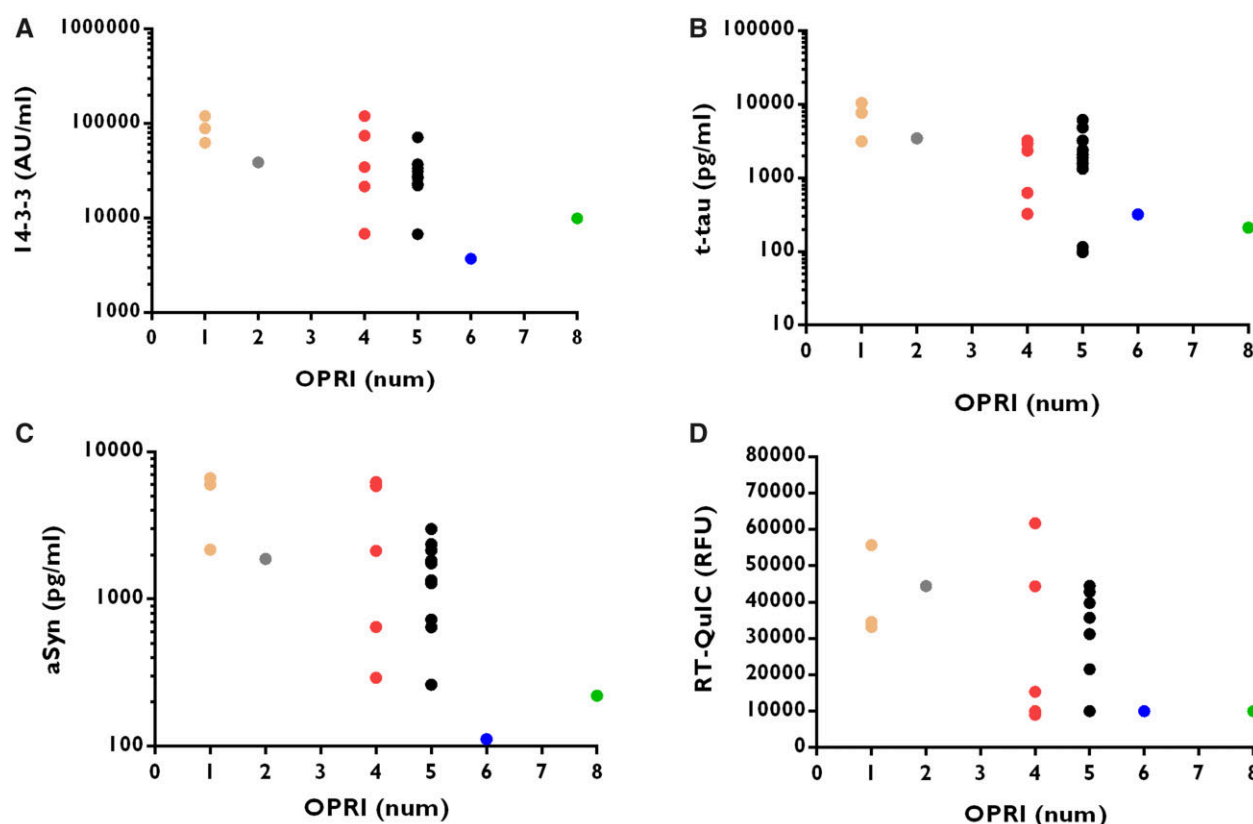 A
14-3-3 (AU/ml)
1000000
100000
10000
1000
0 1 2 3 4 5 6 7 8
OPRI (num)
B
t-tau (pg/ml)
100000
10000
1000
100
10
0 1 2 3 4 5 6 7 8
OPRI (num)
C
aSyn (pg/ml)
10000
1000
100
0 1 2 3 4 5 6 7 8
OPRI (num)
D
RT-QuIC (RFU)
80000
70000
60000
50000
40000
30000
20000
10000
0
0 1 2 3 4 5 6 7 8
OPRI (num)